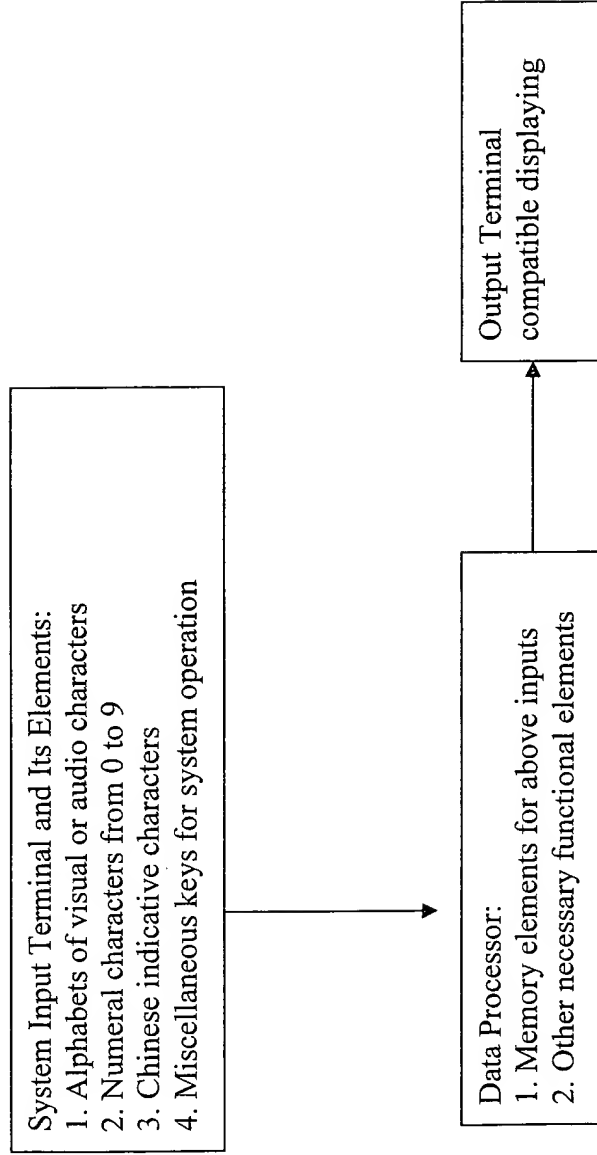 System Input Terminal and Its Elements:
1. Alphabets of visual or audio characters
2. Numeral characters from 0 to 9
3. Chinese indicative characters
4. Miscellaneous keys for system operation
Data Processor:
1. Memory elements for above inputs
2. Other necessary functional elements
Output Terminal
compatible displaying